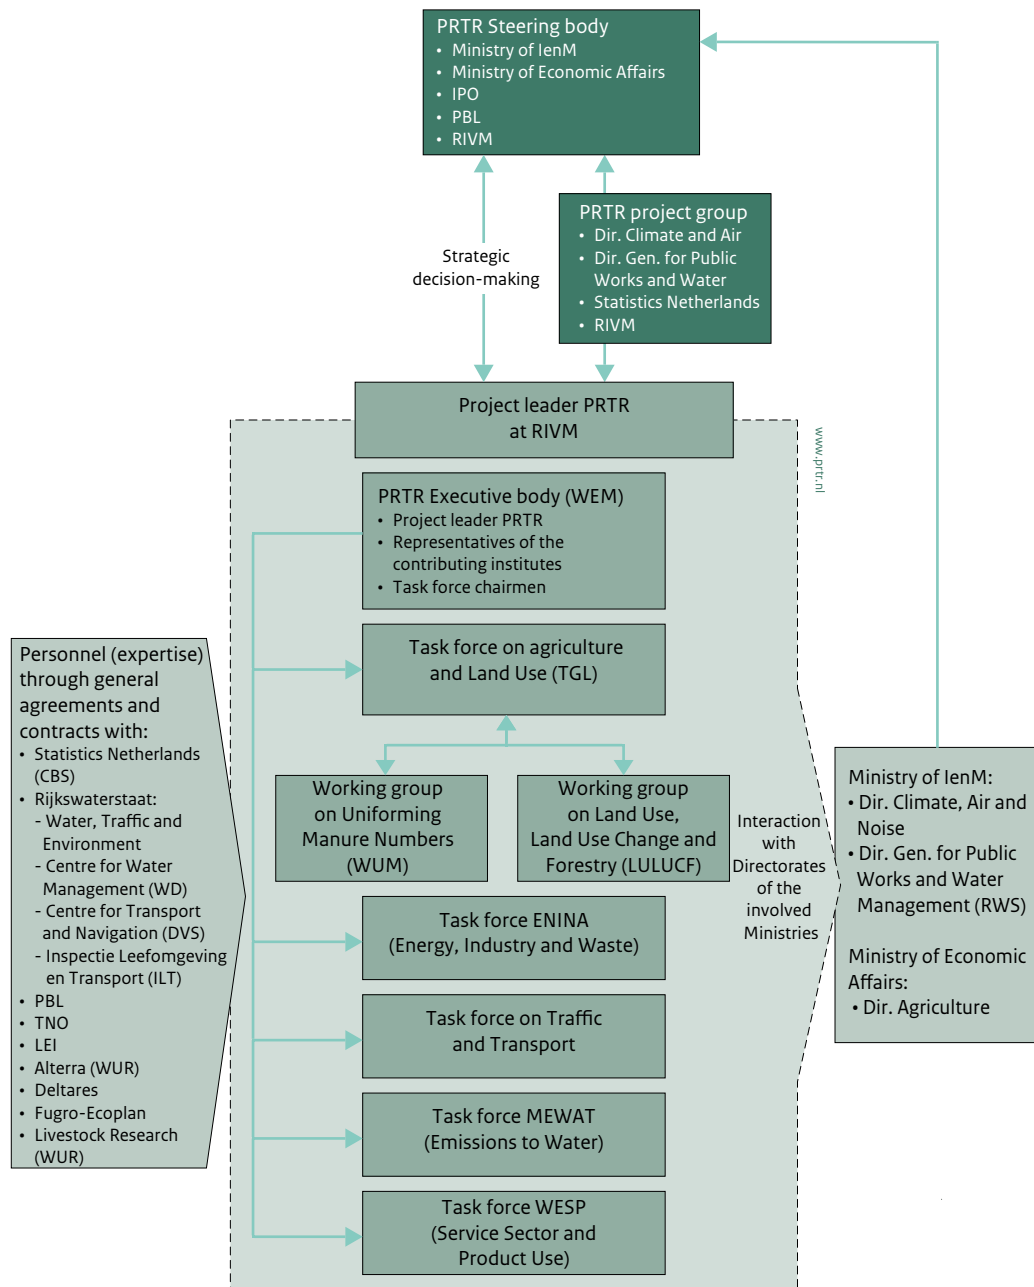 PRTR Steering body
• Ministry of IenM
• Ministry of Economic Affairs
• IPO
• PBL
• RIVM
Strategic
decision-making
PRTR project group
• Dir. Climate and Air
• Dir. Gen. for Public
Works and Water
• Statistics Netherlands
• RIVM
Project leader PRTR
at RIVM
www.prtr.nl
PRTR Executive body (WEM)
• Project leader PRTR
• Representatives of the
contributing institutes
• Task force chairmen
Task force on agriculture
and Land Use (TGL)
Working group
on Uniforming
Manure Numbers
(WUM)
Working group
on Land Use,
Land Use Change and
Forestry (LULUCF)
Task force ENINA
(Energy, Industry and Waste)
Task force on Traffic
and Transport
Task force MEWAT
(Emissions to Water)
Task force WESP
(Service Sector and
Product Use)
Personnel (expertise)
through general
agreements and
contracts with:
• Statistics Netherlands
(CBS)
• Rijkswaterstaat:
- Water, Traffic and
Environment
- Centre for Water
Management (WD)
- Centre for Transport
and Navigation (DVS)
- Inspectie Leefomgeving
en Transport (ILT)
• PBL
• TNO
• LEI
• Alterra (WUR)
• Deltares
• Fugro-Ecoplan
• Livestock Research
(WUR)
Interaction
with
Directorates
of the
involved
Ministries
Ministry of IenM:
• Dir. Climate, Air and
Noise
• Dir. Gen. for Public
Works and Water
Management (RWS)
Ministry of Economic
Affairs:
• Dir. Agriculture